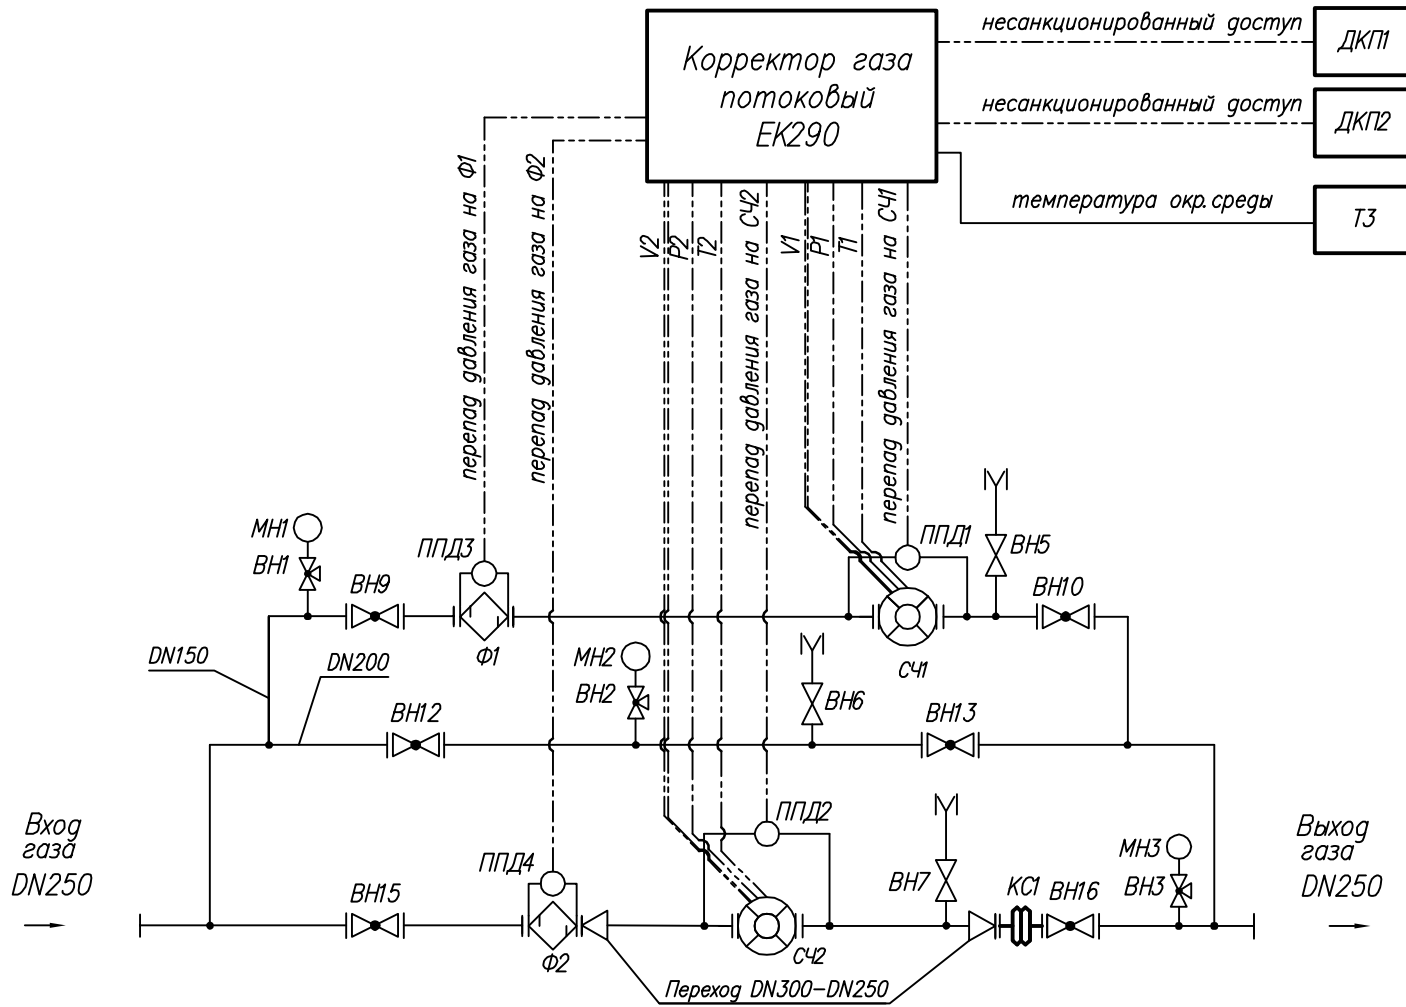 несанкционированный доступ
ДКП1
Корректор газа
потоковый
ЕК290
несанкционированный доступ
ДКП2
температура окр.среды
Т3
перепад давления газа на Ф1
перепад давления газа на Ф2
V2
P2
T2
перепад давления газа на СЧ2
V1
P1
T1
перепад давления газа на СЧ1
МН1
ВН1
ВН9
ППД3
Ф1
ППД1
ВН5
ВН10
СЧ1
DN150
DN200
ВН12
МН2
ВН2
ВН6
ВН13
Вход
газа
DN250
ВН15
ППД4
Ф2
ППД2
СЧ2
ВН7
КС1
ВН16
МН3
ВН3
Выход
газа
DN250
Переход DN300-DN250